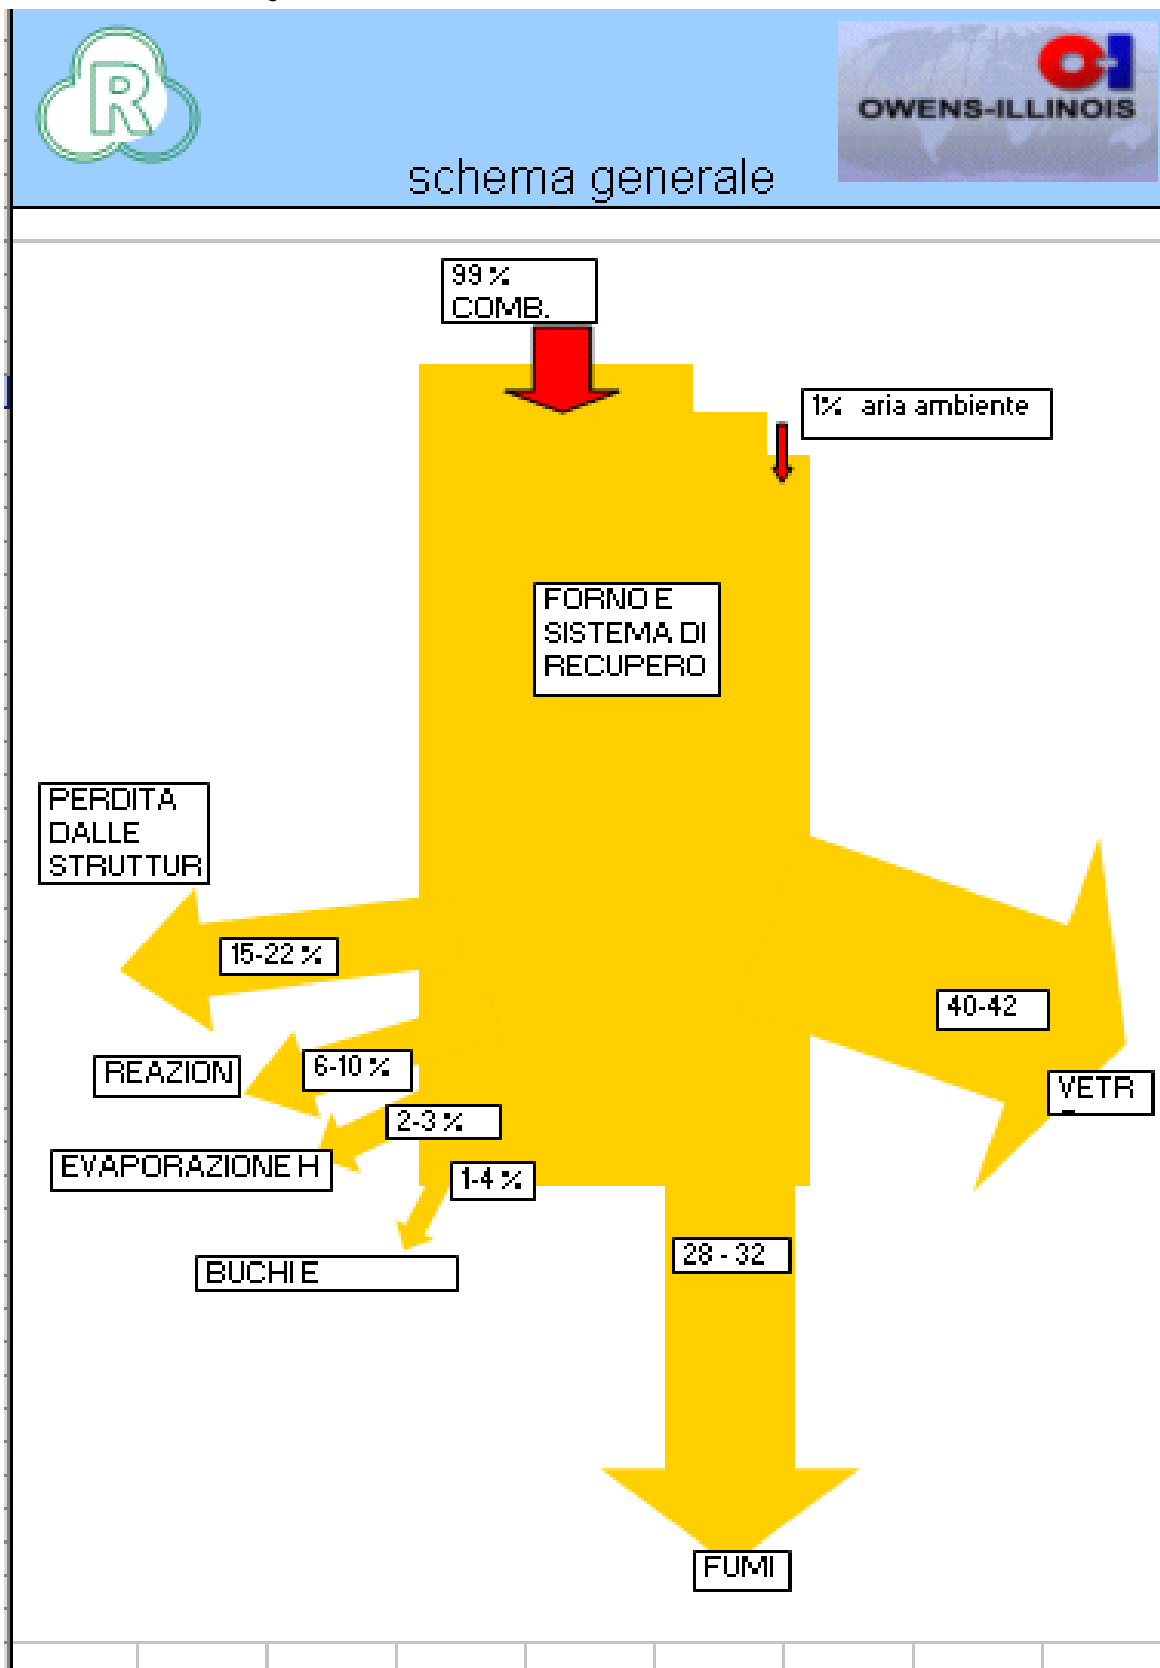 R
O-I
OWENS-ILLINOIS
schema generale
99 %
COMB.
1% aria ambiente
FORNO E
SISTEMA DI
RECUPERO
PERDITA
DALLE
STRUTTUR
15-22 %
40-42
REAZION
6-10 %
VETR
2-3 %
EVAPORAZIONE H
1-4 %
28 - 32
BUCHI E
FUMI